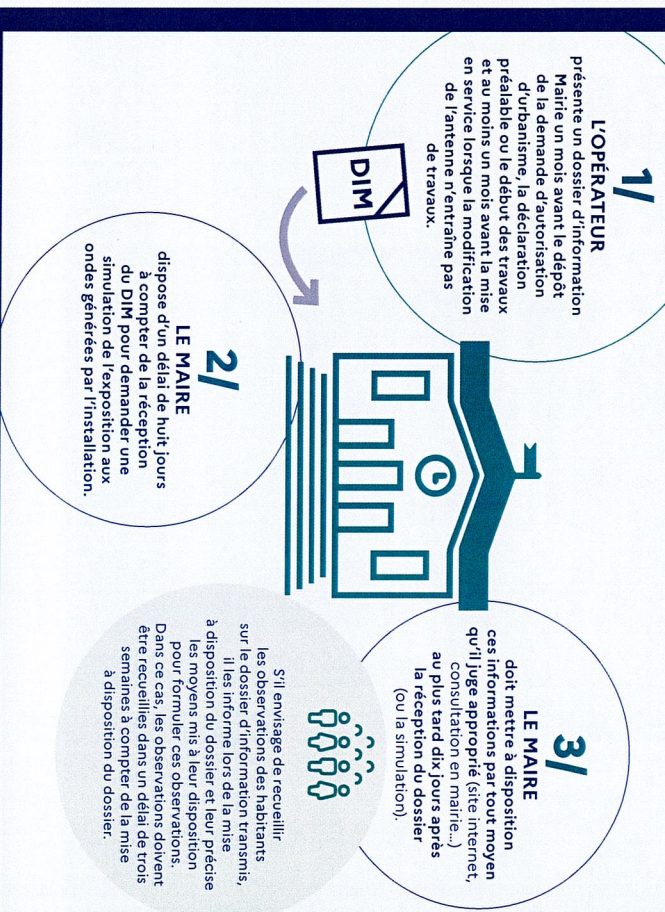 1/
L'OPÉRATEUR
présente un dossier d'information
Mairie un mois avant le dépôt
de la demande d'autorisation
d'urbanisme, la déclaration
préalable ou le début des travaux
et au moins un mois avant la mise
en service lorsque la modification
de l'antenne n'entraîne pas
de travaux.
DIM
2/
LE MAIRE
dispose d'un délai de huit jours
à compter de la réception
du DIM pour demander une
simulation de l'exposition aux
ondes générées par l'installation.
3/
LE MAIRE
doit mettre à disposition
ces informations par tout moyen
qu'il juge approprié (site internet,
consultation en mairie...)
au plus tard dix jours après
la réception du dossier
(ou la simulation).
S'il envisage de recueillir
les observations des habitants
sur le dossier d'information transmis,
il les informe lors de la mise
à disposition du dossier et leur précise
les moyens mis à leur disposition
pour formuler ces observations.
Dans ce cas, les observations doivent
être recueillies dans un délai de trois
semaines à compter de la mise
à disposition du dossier.